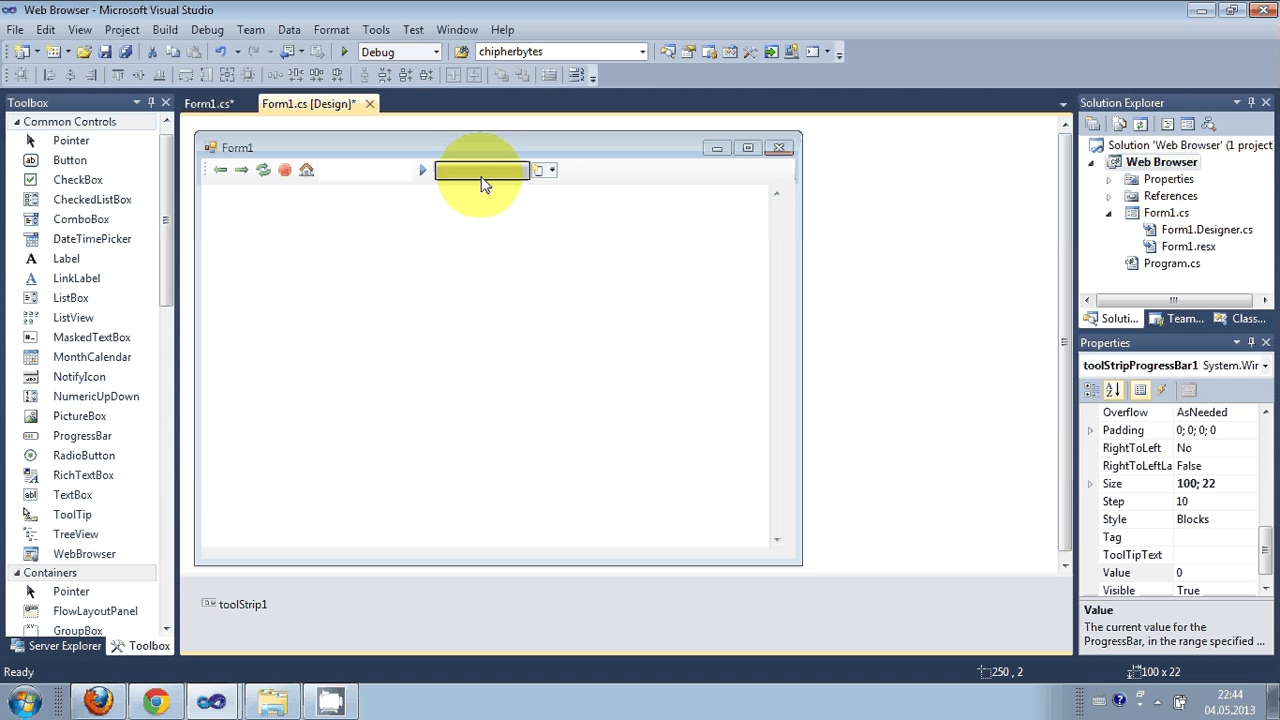 Web Browser - Microsoft Visual Studio
File Edit View Project Build Debug Team Data Format Tools Test Window Help
Debug chipherbytes
Toolbox
Common Controls
Pointer
Button
CheckBox
CheckedListBox
ComboBox
DateTimePicker
Label
LinkLabel
ListBox
ListView
MaskedTextBox
MonthCalendar
NotifyIcon
NumericUpDown
PictureBox
ProgressBar
RadioButton
RichTextBox
TextBox
ToolTip
TreeView
WebBrowser
Containers
Pointer
FlowLayoutPanel
GroupBox
Server Explorer Toolbox
Form1.cs* Form1.cs [Design]*
Form1
toolStrip1
Solution Explorer
Solution 'Web Browser' (1 project
Web Browser
Properties
References
Form1.cs
Form1.Designer.cs
Form1.resx
Program.cs
Soluti... Team... Class...
Properties
toolStripProgressBar1 System.Wir
Overflow AsNeeded
Padding 0; 0; 0; 0
RightToLeft No
RightToLeftLa False
Size 100; 22
Step 10
Style Blocks
Tag
ToolTipText
Value 0
Visible True
Value
The current value for the
ProgressBar, in the range specified ...
Ready 250 , 2 100 x 22
22:44
04.05.2013